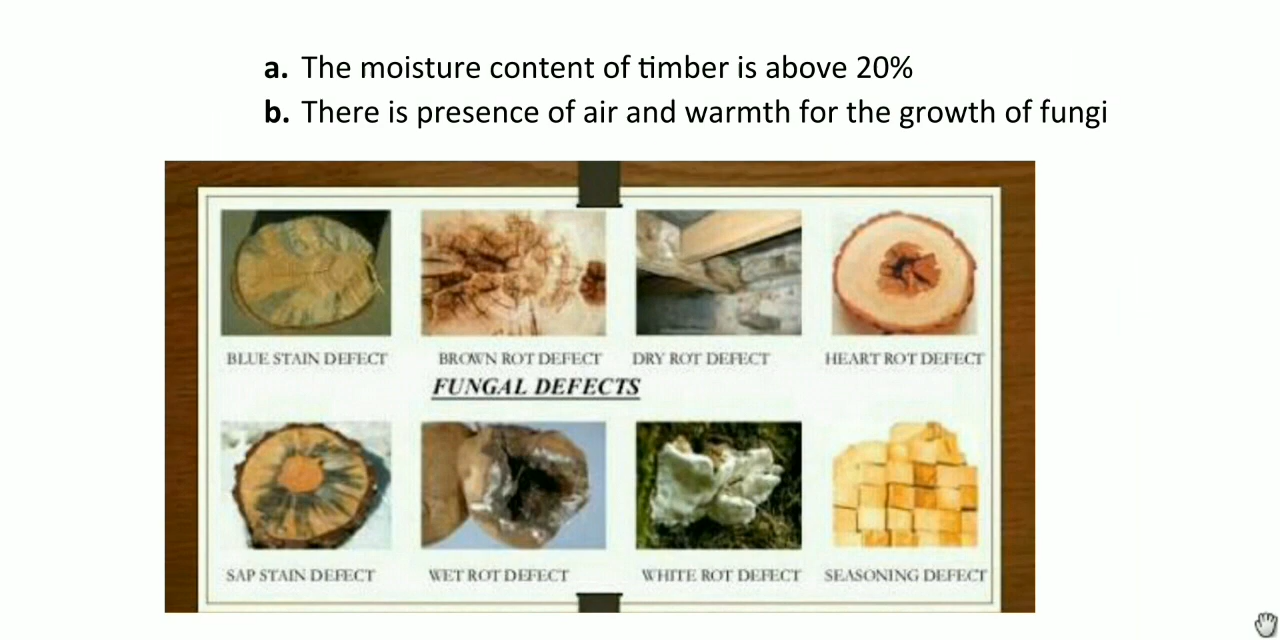 a. The moisture content of timber is above 20%
b. There is presence of air and warmth for the growth of fungi
BLUE STAIN DEFECT BROWN ROT DEFECT DRY ROT DEFECT HEART ROT DEFECT
FUNGAL DEFECTS
SAP STAIN DEFECT WET ROT DEFECT WHITE ROT DEFECT SEASONING DEFECT